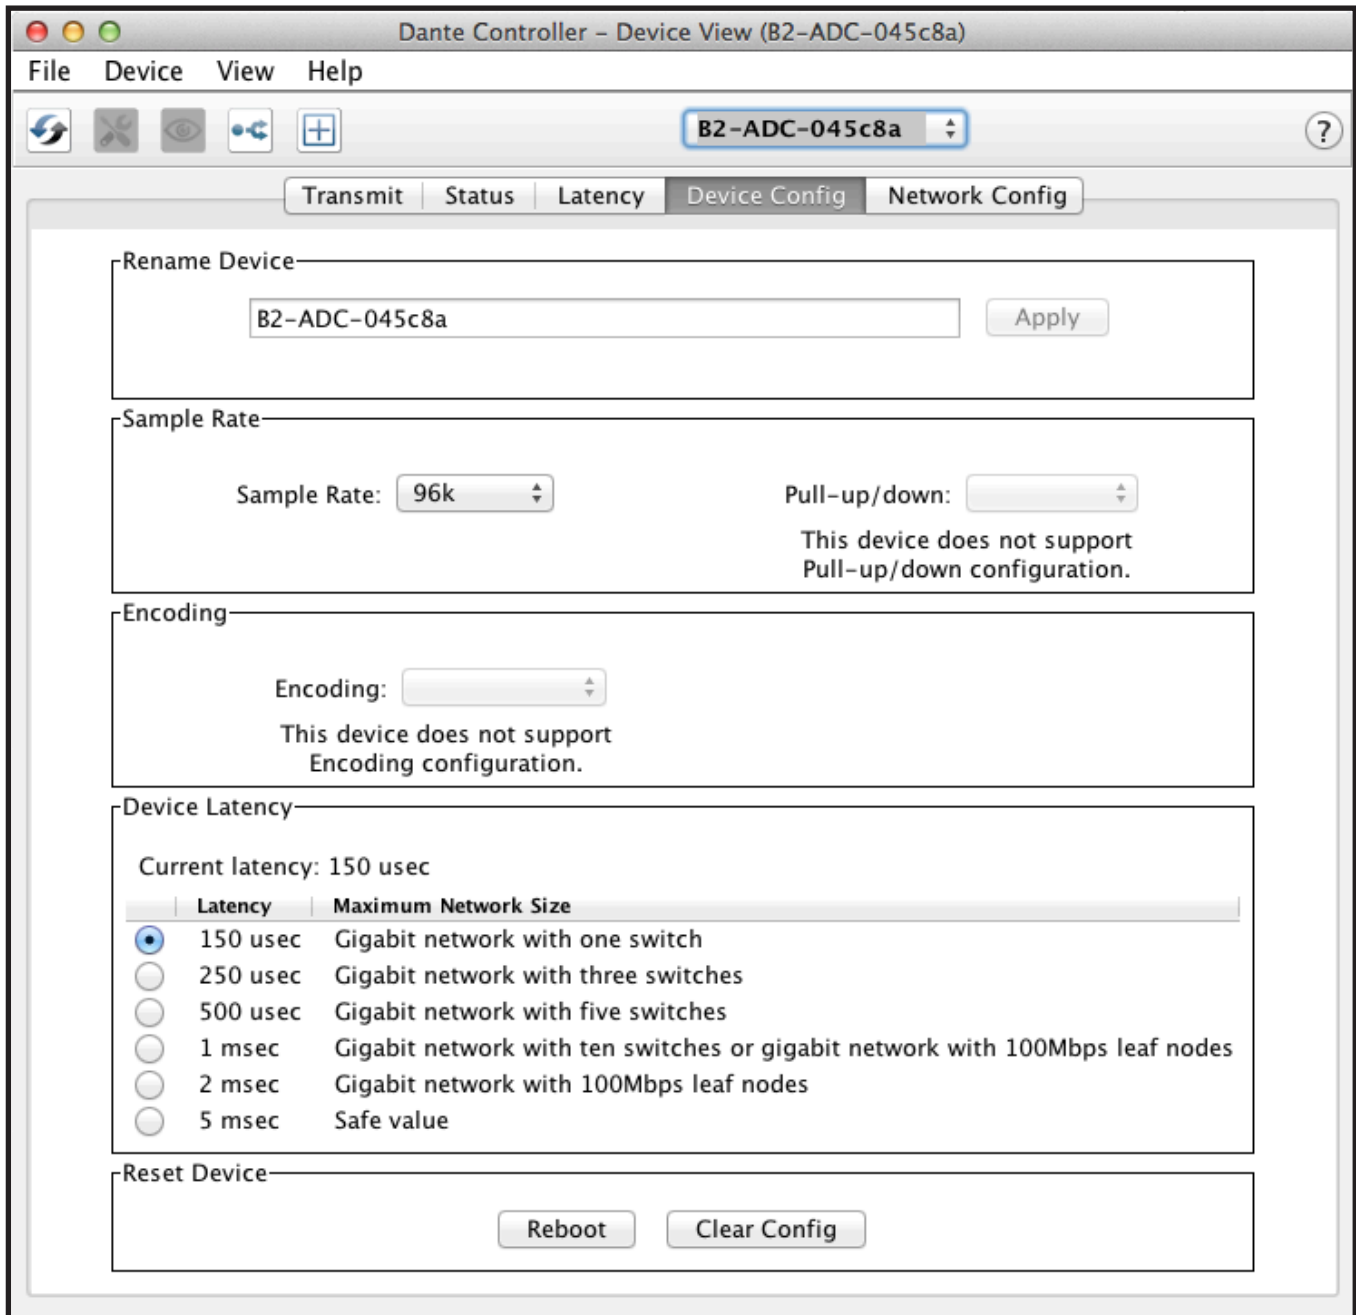 Dante Controller – Device View (B2-ADC-045c8a)
File Device View Help
B2-ADC-045c8a ?
Transmit Status Latency Device Config Network Config
Rename Device
B2-ADC-045c8a Apply
Sample Rate
Sample Rate: 96k Pull-up/down:
This device does not support
Pull-up/down configuration.
Encoding
Encoding:
This device does not support
Encoding configuration.
Device Latency
Current latency: 150 usec
Latency Maximum Network Size
150 usec Gigabit network with one switch
250 usec Gigabit network with three switches
500 usec Gigabit network with five switches
1 msec Gigabit network with ten switches or gigabit network with 100Mbps leaf nodes
2 msec Gigabit network with 100Mbps leaf nodes
5 msec Safe value
Reset Device
Reboot Clear Config